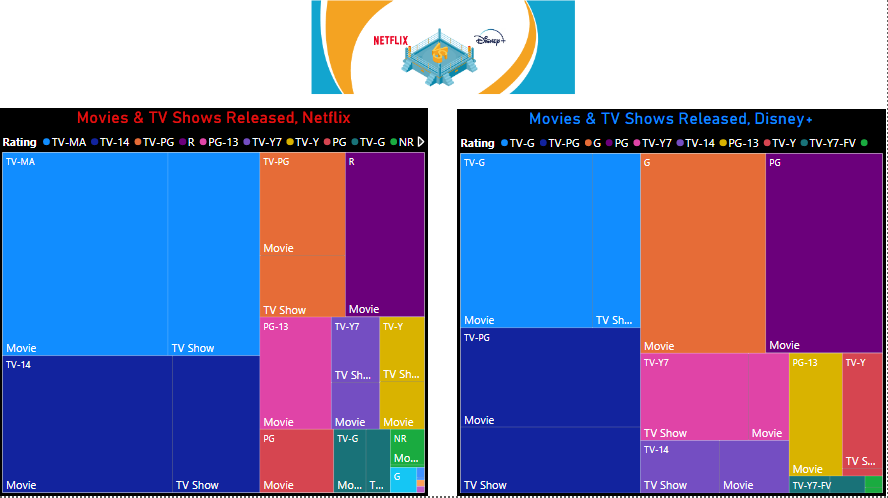 NETFLIX
Disney+
Movies & TV Shows Released, Netflix
Rating TV-MA TV-14 TV-PG R PG-13 TV-Y7 TV-Y PG TV-G NR
TV-MA
Movie
TV Show
TV-14
Movie
TV Show
TV-PG
Movie
TV Show
R
Movie
PG-13
Movie
TV-Y7
TV Sh...
Movie
TV-Y
TV Sh...
Movie
PG
Movie
TV-G
Mo...
T...
NR
Mo...
G
Movies & TV Shows Released, Disney+
Rating TV-G TV-PG G PG TV-Y7 TV-14 PG-13 TV-Y TV-Y7-FV
TV-G
Movie
TV Sh...
TV-PG
Movie
TV Show
G
Movie
PG
Movie
TV-Y7
TV Show
Movie
TV-14
TV Show
Movie
PG-13
Movie
TV-Y
TV S...
TV-Y7-FV